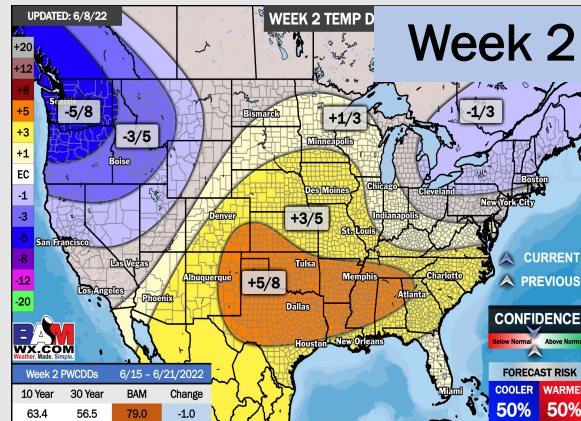 UPDATED: 6/8/22
WEEK 2 TEMP D
Week 2
+20
+12
+8
+5
+3
+1
EC
-1
-3
-5
-8
-12
-20
-5/8
-3/5
+1/3
-1/3
+3/5
+5/8
Seattle
Boise
Bismarck
Minneapolis
Boston
Des Moines
Chicago
Cleveland
New York City
Denver
Indianapolis
St. Louis
San Francisco
Las Vegas
Los Angeles
Albuquerque
Phoenix
Tulsa
Memphis
Charlotte
Atlanta
Dallas
Houston
New Orleans
Miami
CURRENT
PREVIOUS
CONFIDENCE
Below Normal
Above Norma
FORECAST RISK
COOLER
WARME
50%
50%
BAM
WX.COM
Weather. Made. Simple.
Week 2 PWCDDs 6/15 – 6/21/2022
10 Year 30 Year BAM Change
63.4 56.5 79.0 -1.0